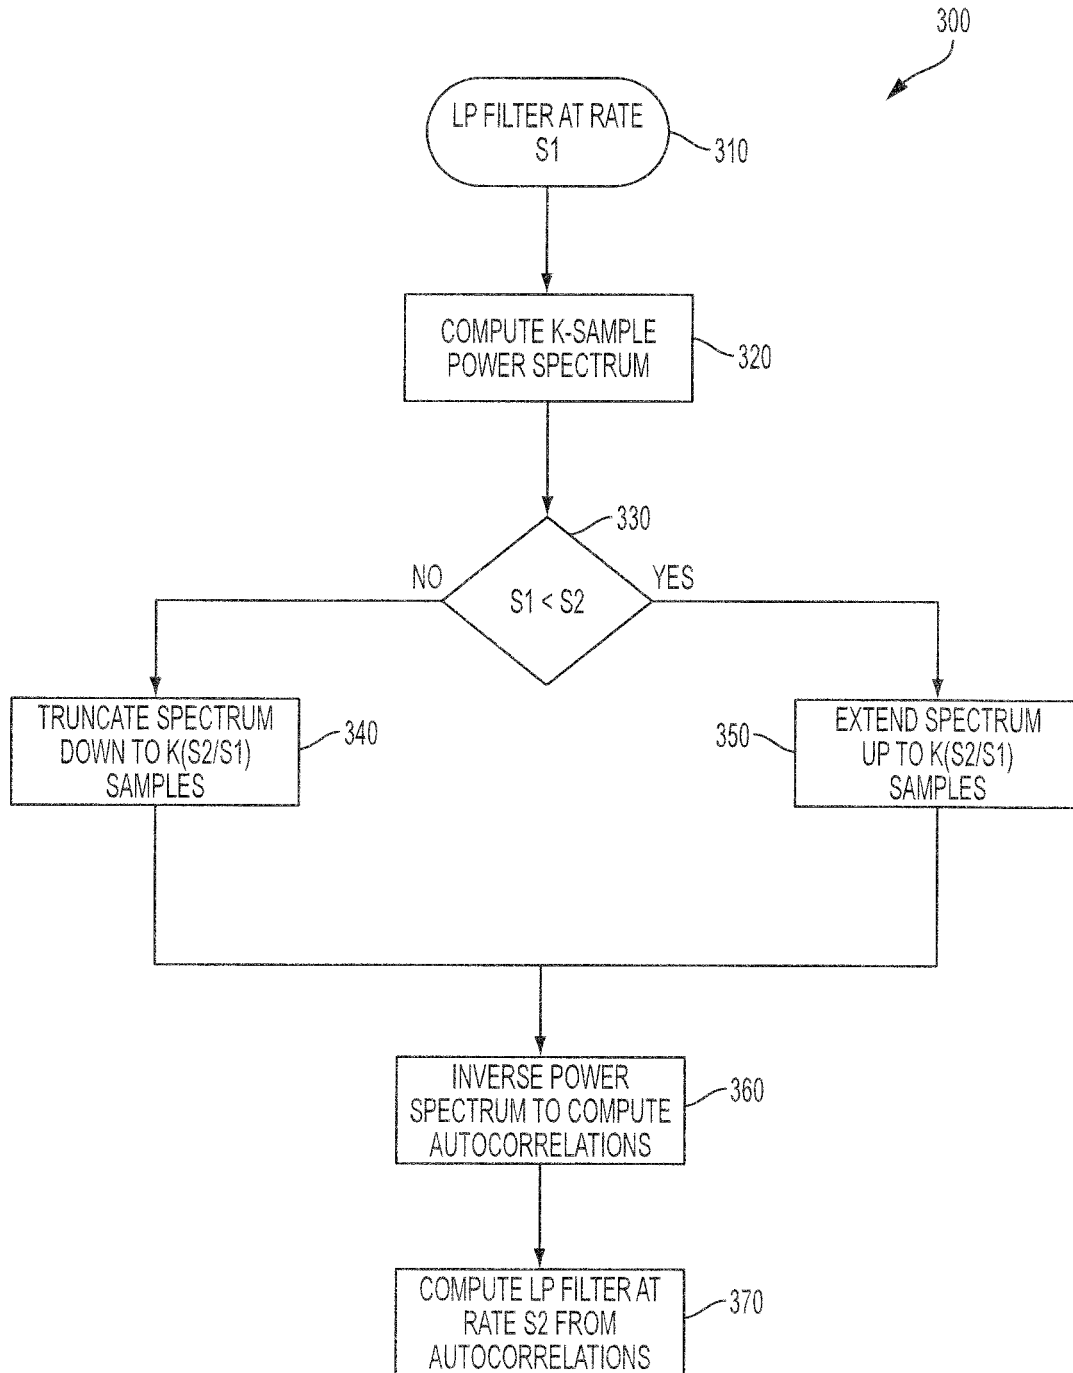 300
LP FILTER AT RATE
S1
310
COMPUTE K-SAMPLE
POWER SPECTRUM
320
330
NO
YES
S1 < S2
TRUNCATE SPECTRUM
DOWN TO K(S2/S1)
SAMPLES
340
350
EXTEND SPECTRUM
UP TO K(S2/S1)
SAMPLES
INVERSE POWER
SPECTRUM TO COMPUTE
AUTOCORRELATIONS
360
COMPUTE LP FILTER AT
RATE S2 FROM
AUTOCORRELATIONS
370